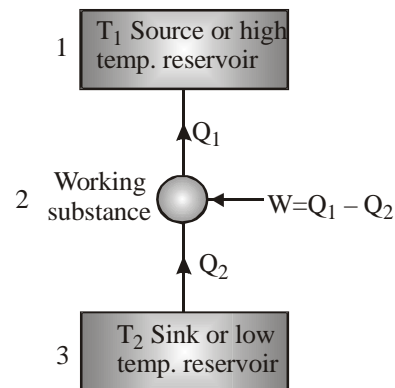 1
T₁ Source or high
temp. reservoir
Q₁
2
Working
substance
W=Q₁ – Q₂
Q₂
3
T₂ Sink or low
temp. reservoir